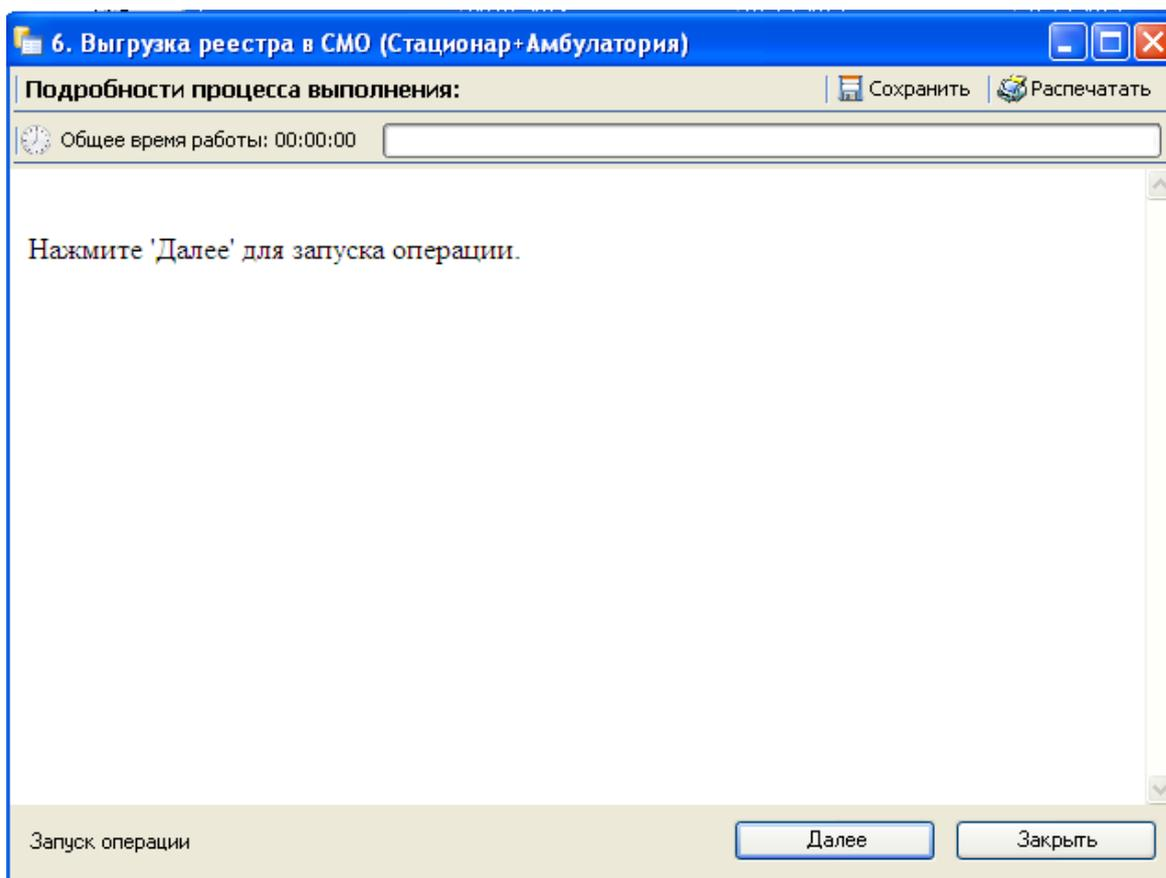 6. Выгрузка реестра в СМО (Стационар+Амбулатория)
Подробности процесса выполнения: Сохранить Распечатать
Общее время работы: 00:00:00
Нажмите 'Далее' для запуска операции.
Запуск операции Далее Закрыть